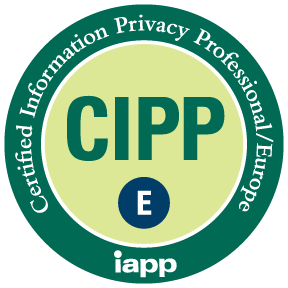 Certified Information Privacy Professional/Europe
CIPP
E
iapp